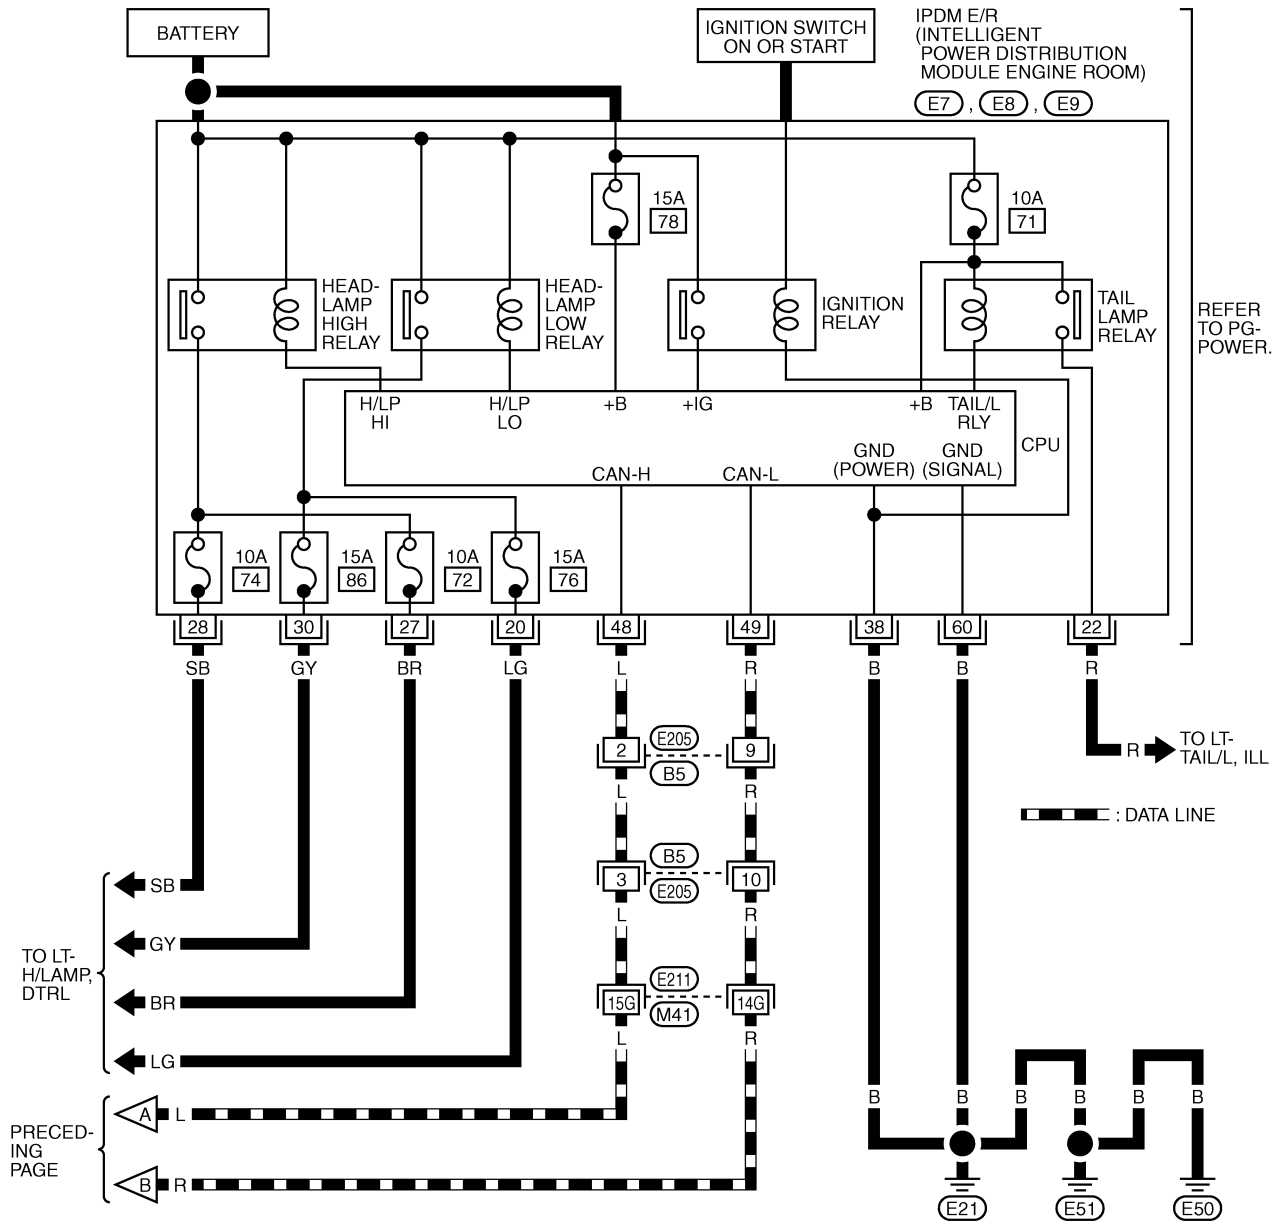 BATTERY
IGNITION SWITCH
ON OR START
IPDM E/R
(INTELLIGENT
POWER DISTRIBUTION
MODULE ENGINE ROOM)
E7 , E8 , E9
15A
78
10A
71
HEAD-
LAMP
HIGH
RELAY
HEAD-
LAMP
LOW
RELAY
IGNITION
RELAY
TAIL
LAMP
RELAY
REFER
TO PG-
POWER.
H/LP
HI
H/LP
LO
+B
+IG
+B
TAIL/L
RLY
CPU
CAN-H
CAN-L
GND
(POWER)
GND
(SIGNAL)
10A
74
15A
86
10A
72
15A
76
28
30
27
20
48
49
38
60
22
SB
GY
BR
LG
L
R
B
B
R
2
E205
B5
9
R
TO LT-
TAIL/L, ILL
L
R
: DATA LINE
3
B5
E205
10
L
R
SB
GY
BR
LG
TO LT-
H/LAMP,
DTRL
15G
E211
M41
14G
L
R
A
L
B
R
PRECED-
ING
PAGE
B
B
B
B
B
B
E21
E51
E50